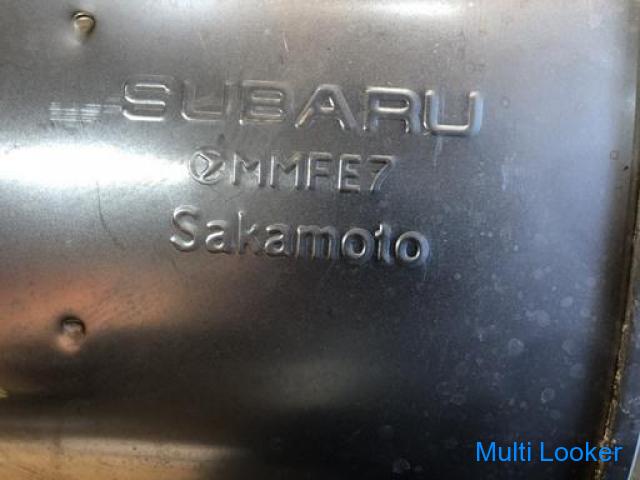 SUBARU
MMFE7
Sakamoto
Multi Looker